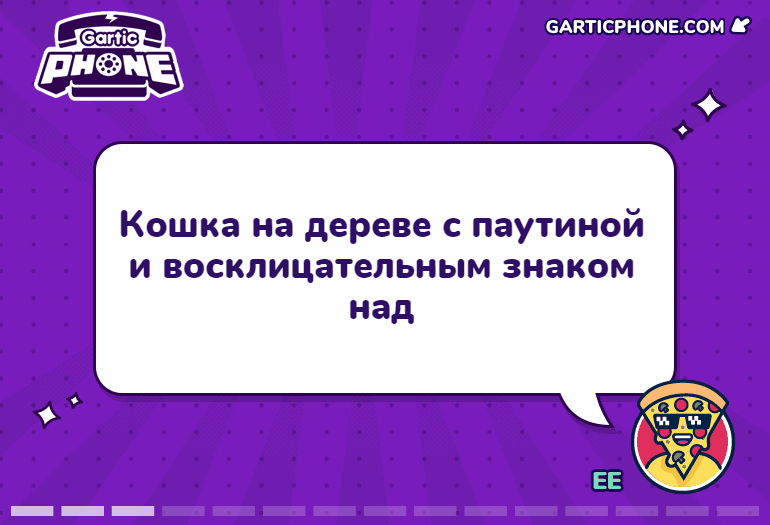 Gartic
PHONE
GARTICPHONE.COM
Кошка на дереве с паутиной
и восклицательным знаком
над
EE